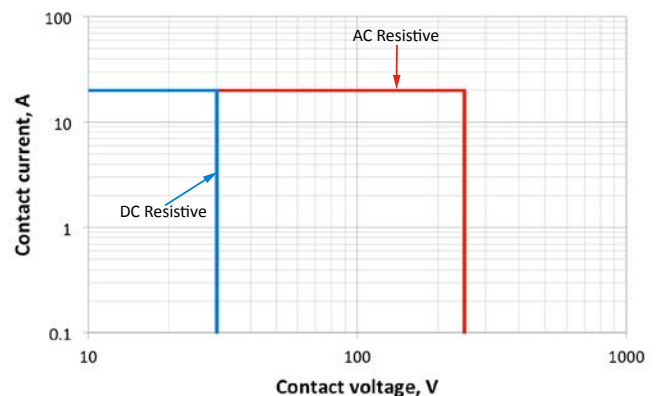 100
AC Resistive
10
DC Resistive
1
0.1
10
100
1000
Contact current, A
Contact voltage, V